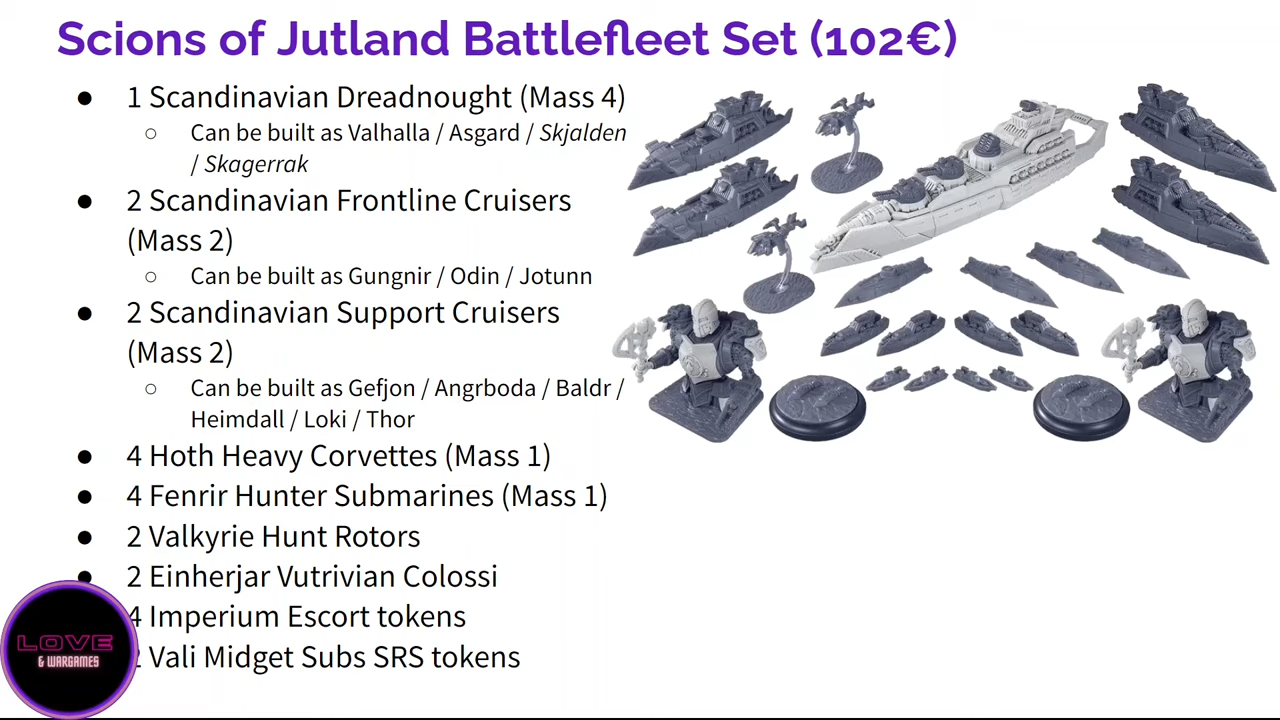 Scions of Jutland Battlefleet Set (102€)
● 1 Scandinavian Dreadnought (Mass 4)
○ Can be built as Valhalla / Asgard / Skjalden
/ Skagerrak
● 2 Scandinavian Frontline Cruisers
(Mass 2)
○ Can be built as Gungnir / Odin / Jotunn
● 2 Scandinavian Support Cruisers
(Mass 2)
○ Can be built as Gefjon / Angrboda / Baldr /
Heimdall / Loki / Thor
● 4 Hoth Heavy Corvettes (Mass 1)
● 4 Fenrir Hunter Submarines (Mass 1)
● 2 Valkyrie Hunt Rotors
● 2 Einherjar Vutrivian Colossi
4 Imperium Escort tokens
2 Vali Midget Subs SRS tokens
LOVE
& WARGAMES